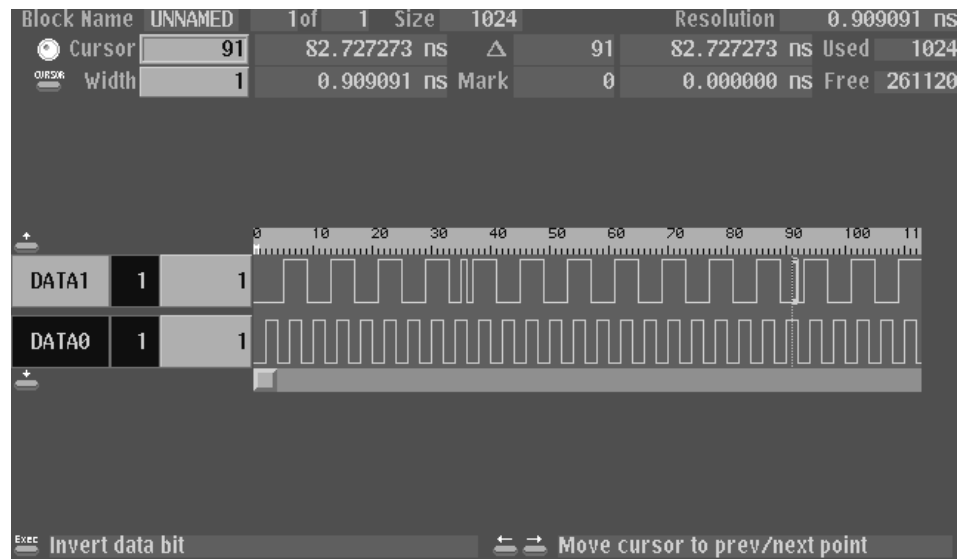 Block Name UNNAMED 1of 1 Size 1024 Resolution 0.909091 ns
Cursor 91 82.727273 ns Δ 91 82.727273 ns Used 1024
CURSOR Width 1 0.909091 ns Mark 0 0.000000 ns Free 261120
0 10 20 30 40 50 60 70 80 90 100 11
DATA1 1 1
DATA0 1 1
Exec Invert data bit ← → Move cursor to prev/next point